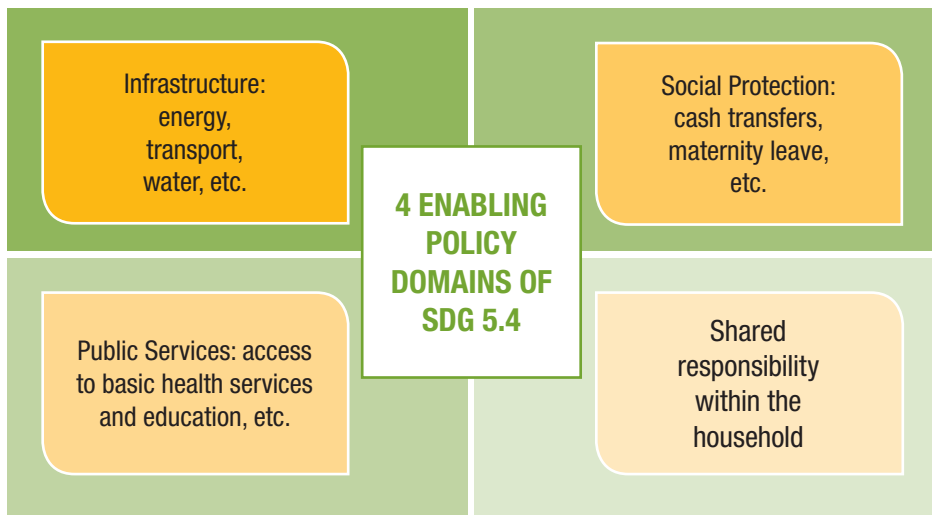 Infrastructure:
energy,
transport,
water, etc.
Social Protection:
cash transfers,
maternity leave,
etc.
4 ENABLING
POLICY
DOMAINS OF
SDG 5.4
Public Services: access
to basic health services
and education, etc.
Shared
responsibility
within the
household